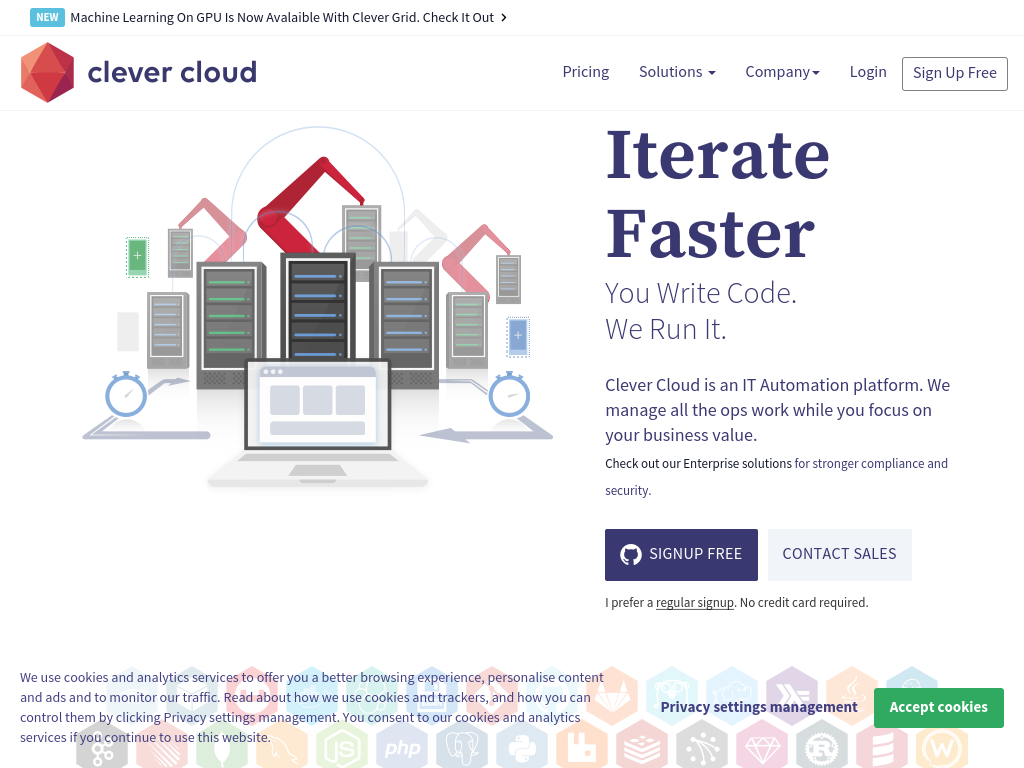 NEW Machine Learning On GPU Is Now Avalaible With Clever Grid. Check It Out
clever cloud
Pricing Solutions Company Login Sign Up Free
Iterate
Faster
You Write Code.
We Run It.
Clever Cloud is an IT Automation platform. We
manage all the ops work while you focus on
your business value.
Check out our Enterprise solutions for stronger compliance and
security.
SIGNUP FREE CONTACT SALES
I prefer a regular signup. No credit card required.
We use cookies and analytics services to offer you a better browsing experience, personalise content
and ads and to monitor our traffic. Read about how we use cookies and trackers, and how you can
control them by clicking Privacy settings management. You consent to our cookies and analytics
services if you continue to use this website.
Privacy settings management Accept cookies
JS php R W